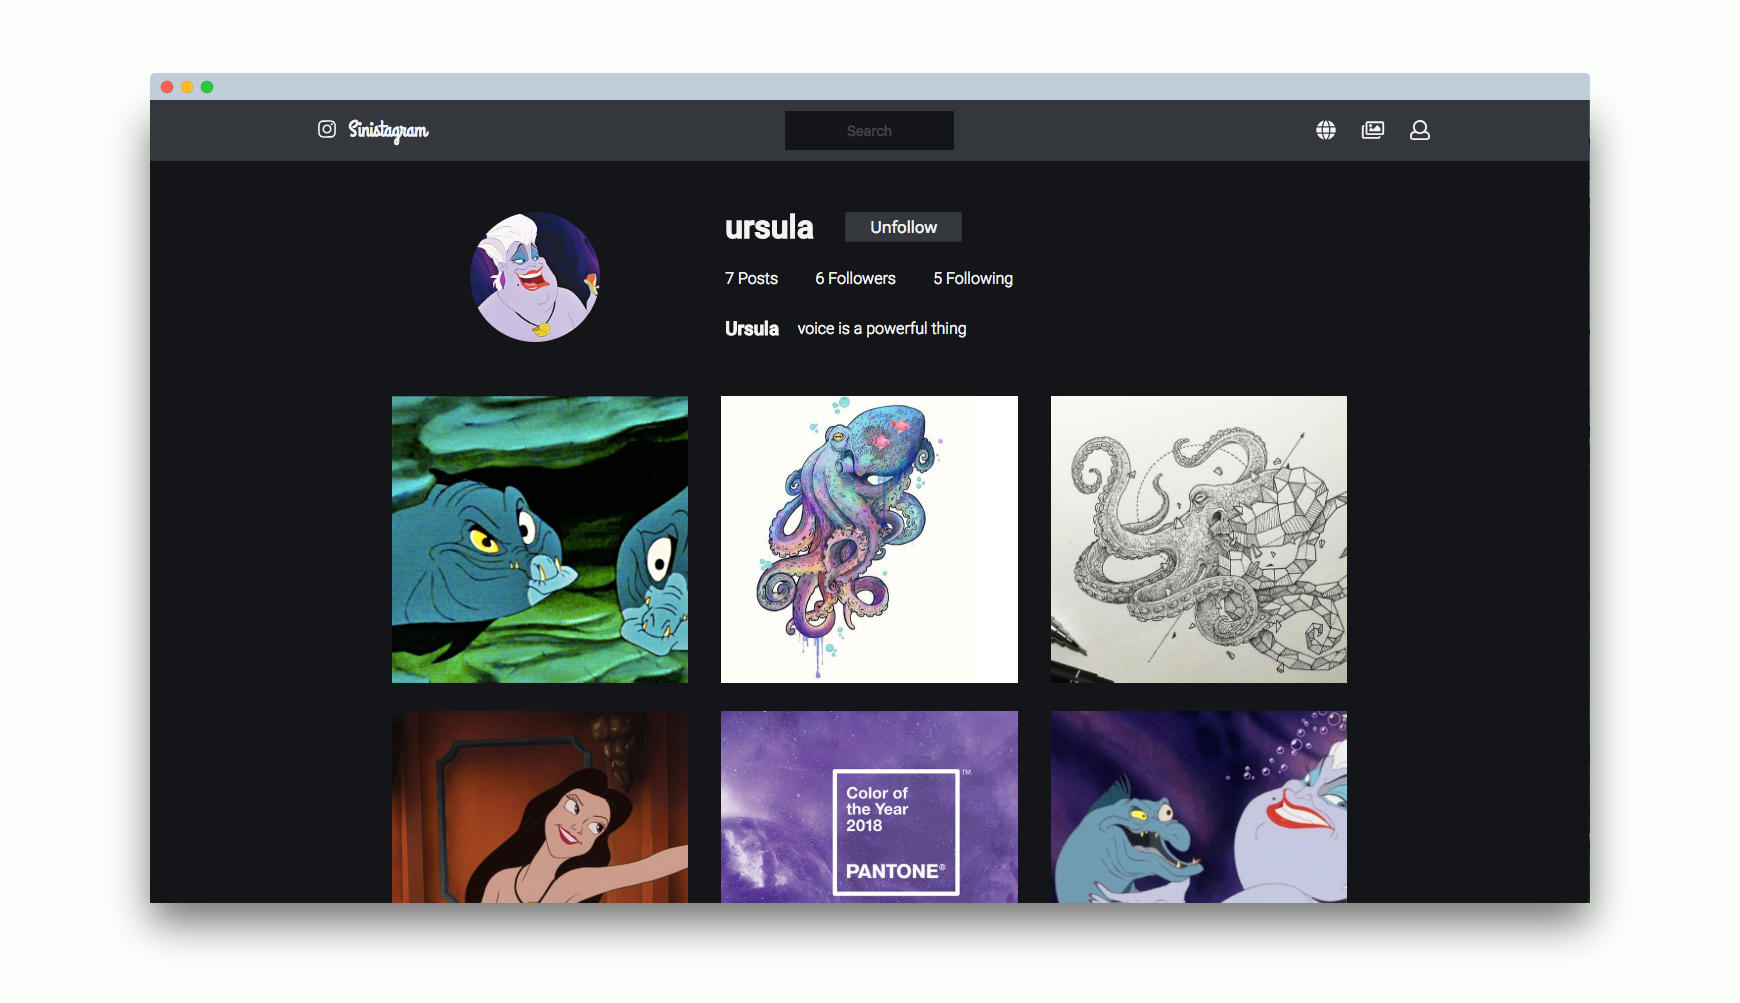 Sinistagram
Search
ursula
Unfollow
7 Posts
6 Followers
5 Following
Ursula voice is a powerful thing
TM
Color of
the Year
2018
PANTONE®